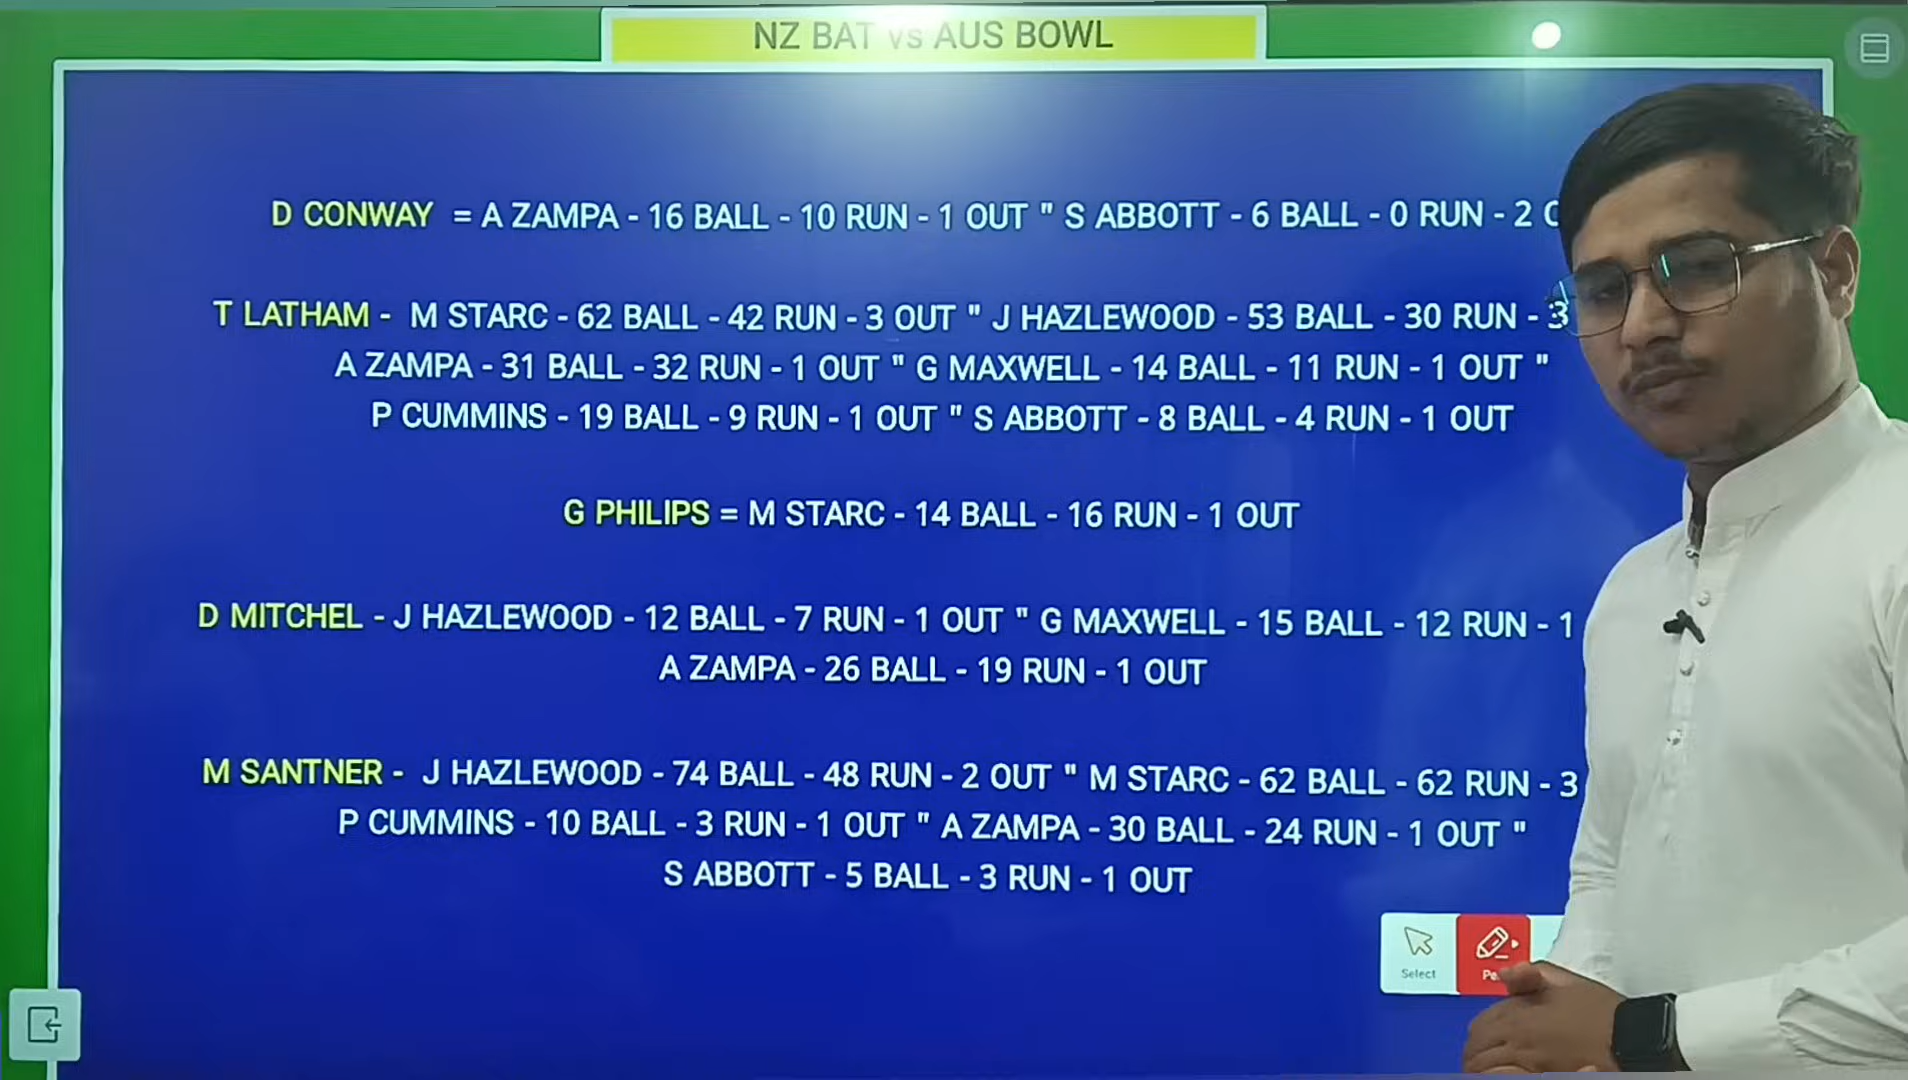 NZ BAT vs AUS BOWL
D CONWAY = A ZAMPA - 16 BALL - 10 RUN - 1 OUT " S ABBOTT - 6 BALL - 0 RUN - 2
T LATHAM - M STARC - 62 BALL - 42 RUN - 3 OUT " J HAZLEWOOD - 53 BALL - 30 RUN - 3
A ZAMPA - 31 BALL - 32 RUN - 1 OUT " G MAXWELL - 14 BALL - 11 RUN - 1 OUT "
P CUMMINS - 19 BALL - 9 RUN - 1 OUT " S ABBOTT - 8 BALL - 4 RUN - 1 OUT
G PHILIPS = M STARC - 14 BALL - 16 RUN - 1 OUT
D MITCHEL - J HAZLEWOOD - 12 BALL - 7 RUN - 1 OUT " G MAXWELL - 15 BALL - 12 RUN - 1
A ZAMPA - 26 BALL - 19 RUN - 1 OUT
M SANTNER - J HAZLEWOOD - 74 BALL - 48 RUN - 2 OUT " M STARC - 62 BALL - 62 RUN - 3
P CUMMINS - 10 BALL - 3 RUN - 1 OUT " A ZAMPA - 30 BALL - 24 RUN - 1 OUT "
S ABBOTT - 5 BALL - 3 RUN - 1 OUT
Select